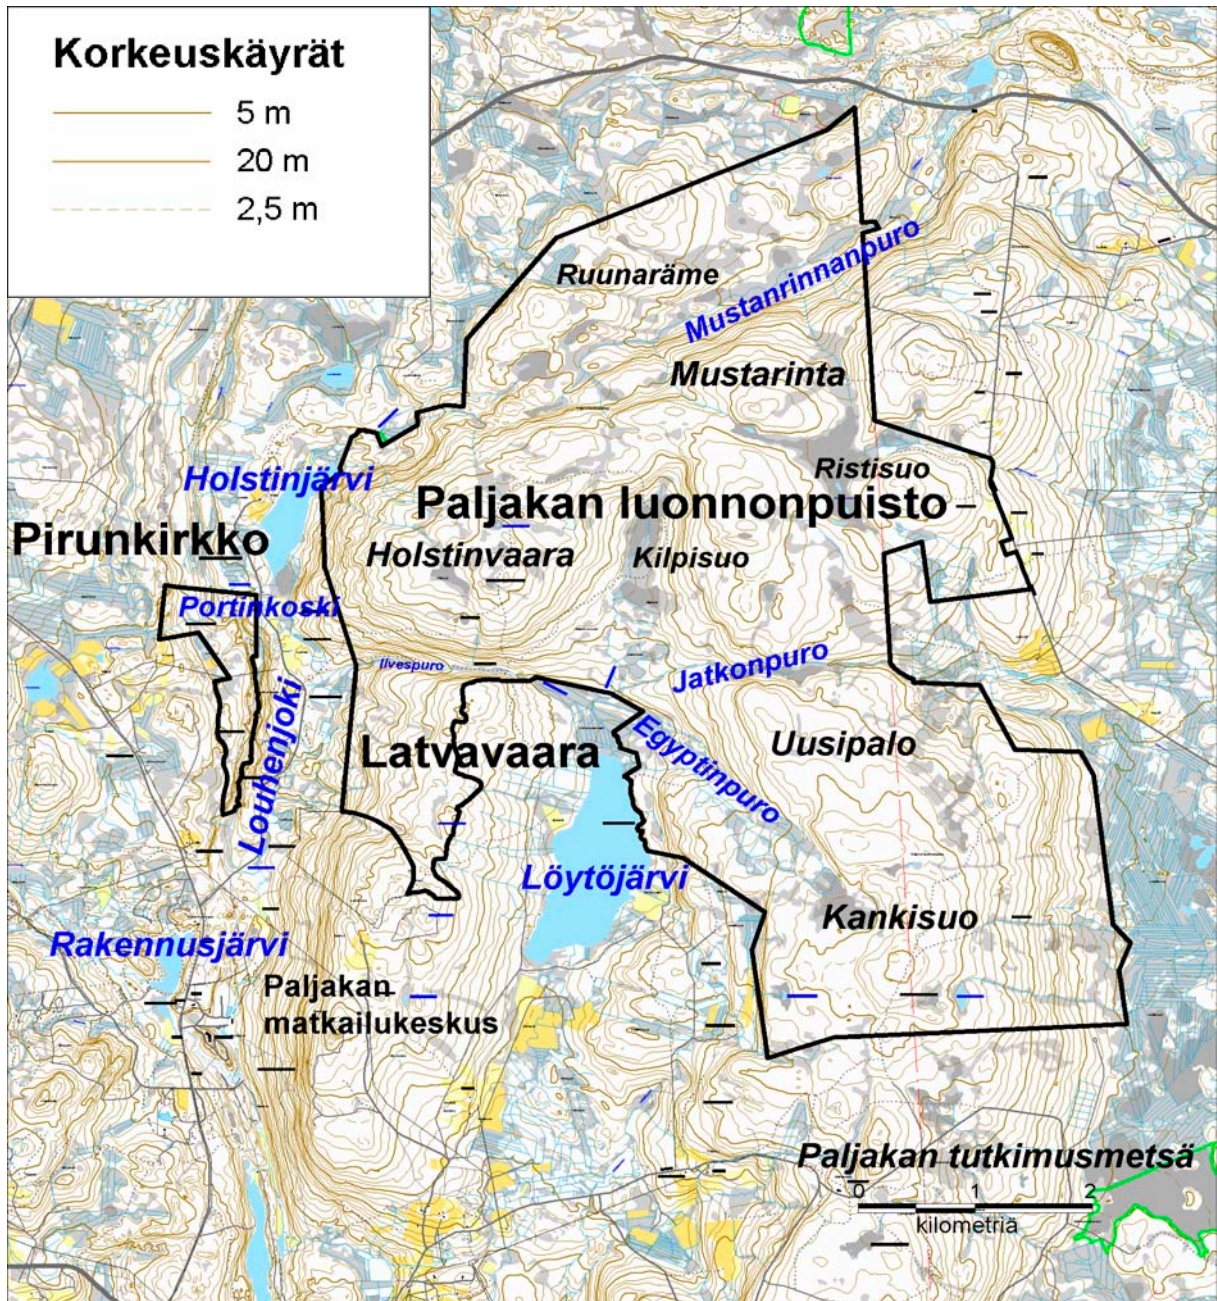 Korkeuskäyrät
5 m
20 m
2,5 m
Ruunaräme
Mustanrinnanpuro
Mustarinta
Ristisuo
Holstinjärvi
Paljakan luonnonpuisto
Pirunkirkko
Holstinvaara
Kilpisuo
Portinkoski
Ilvespuro
Jatkonpuro
Louhenjoki
Latvavaara
Egyptinpuro
Uusipalo
Löytöjärvi
Kankisuo
Rakennusjärvi
Paljakan
matkailukeskus
Paljakan tutkimusmetsä
0 1 2
kilometriä